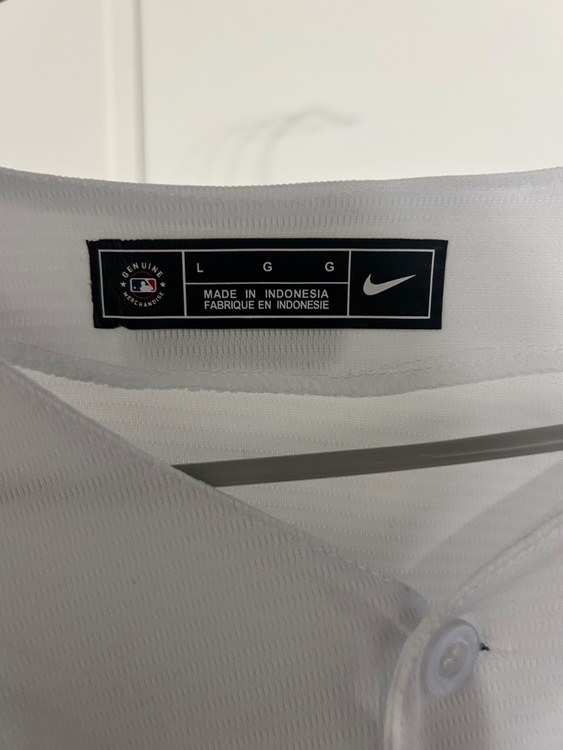 GENUINE
MERCHANDISE
L G G
MADE IN INDONESIA
FABRIQUE EN INDONESIE